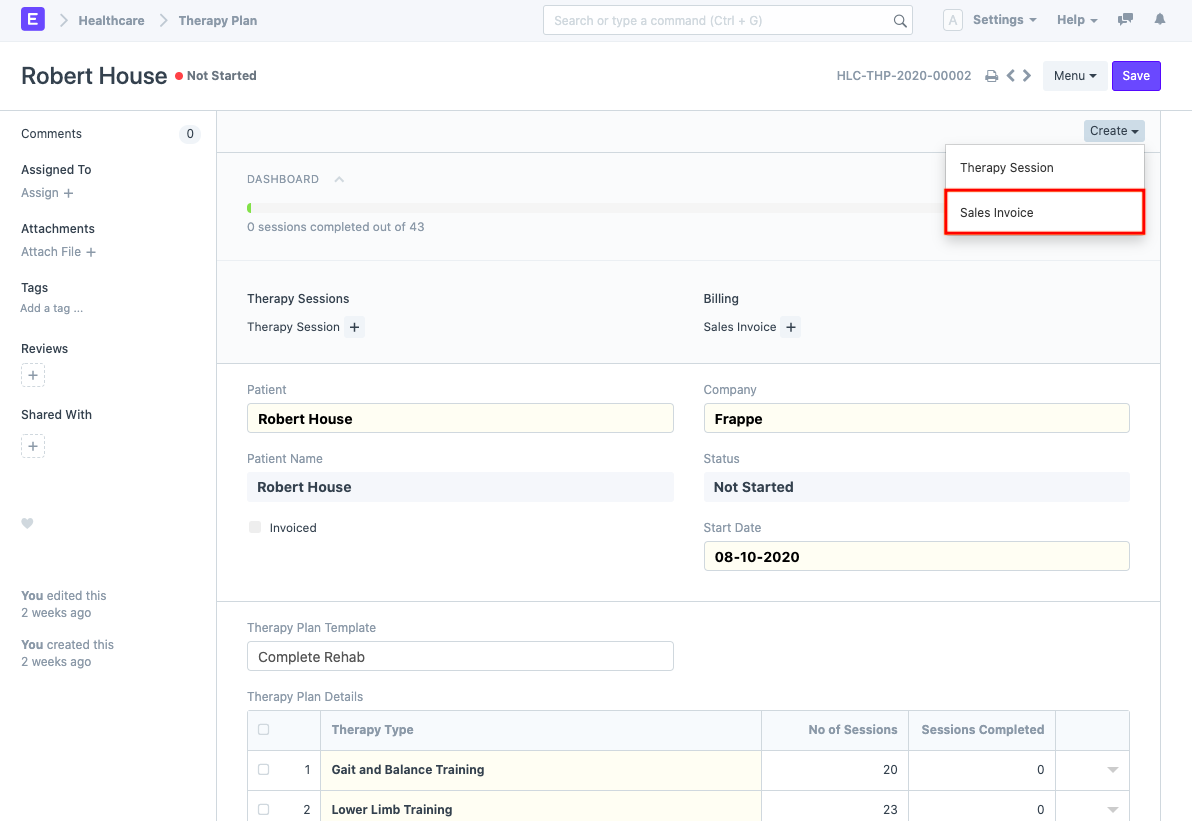 E Healthcare Therapy Plan Search or type a command (Ctrl + G) A Settings Help
Robert House Not Started HLC-THP-2020-00002 Menu Save
Comments 0
Assigned To
Assign +
Attachments
Attach File +
Tags
Add a tag ...
Reviews
+
Shared With
+
You edited this
2 weeks ago
You created this
2 weeks ago
Create
Therapy Session
Sales Invoice
DASHBOARD
0 sessions completed out of 43
Therapy Sessions Billing
Therapy Session + Sales Invoice +
Patient Company
Robert House Frappe
Patient Name Status
Robert House Not Started
Invoiced Start Date
08-10-2020
Therapy Plan Template
Complete Rehab
Therapy Plan Details
Therapy Type No of Sessions Sessions Completed
1 Gait and Balance Training 20 0
2 Lower Limb Training 23 0